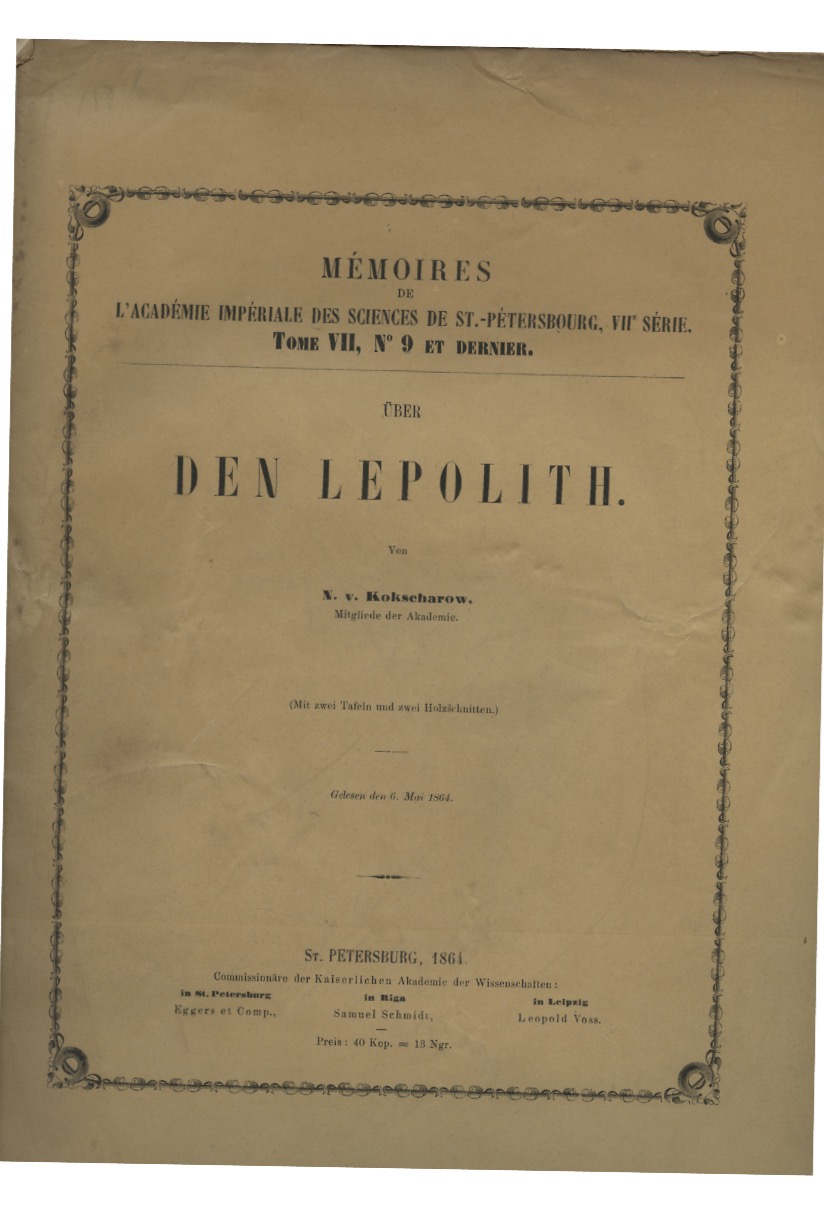 MÉMOIRES
DE
L'ACADÉMIE IMPÉRIALE DES SCIENCES DE ST.-PÉTERSBOURG, VIIᴱ SÉRIE.
TOME VII, Nº 9 ET DERNIER.
ÜBER
DEN LEPOLITH.
Von
N. v. Kokscharow,
Mitgliede der Akademie.
(Mit zwei Tafeln und zwei Holzschnitten.)
Gelesen den 6. Mai 1864.
ST. PETERSBURG, 1864.
Commissionäre der Kaiserlichen Akademie der Wissenschaften:
in St. Petersburg in Riga in Leipzig
Eggers et Comp., Samuel Schmidt, Leopold Voss.
Preis: 40 Kop. = 13 Ngr.